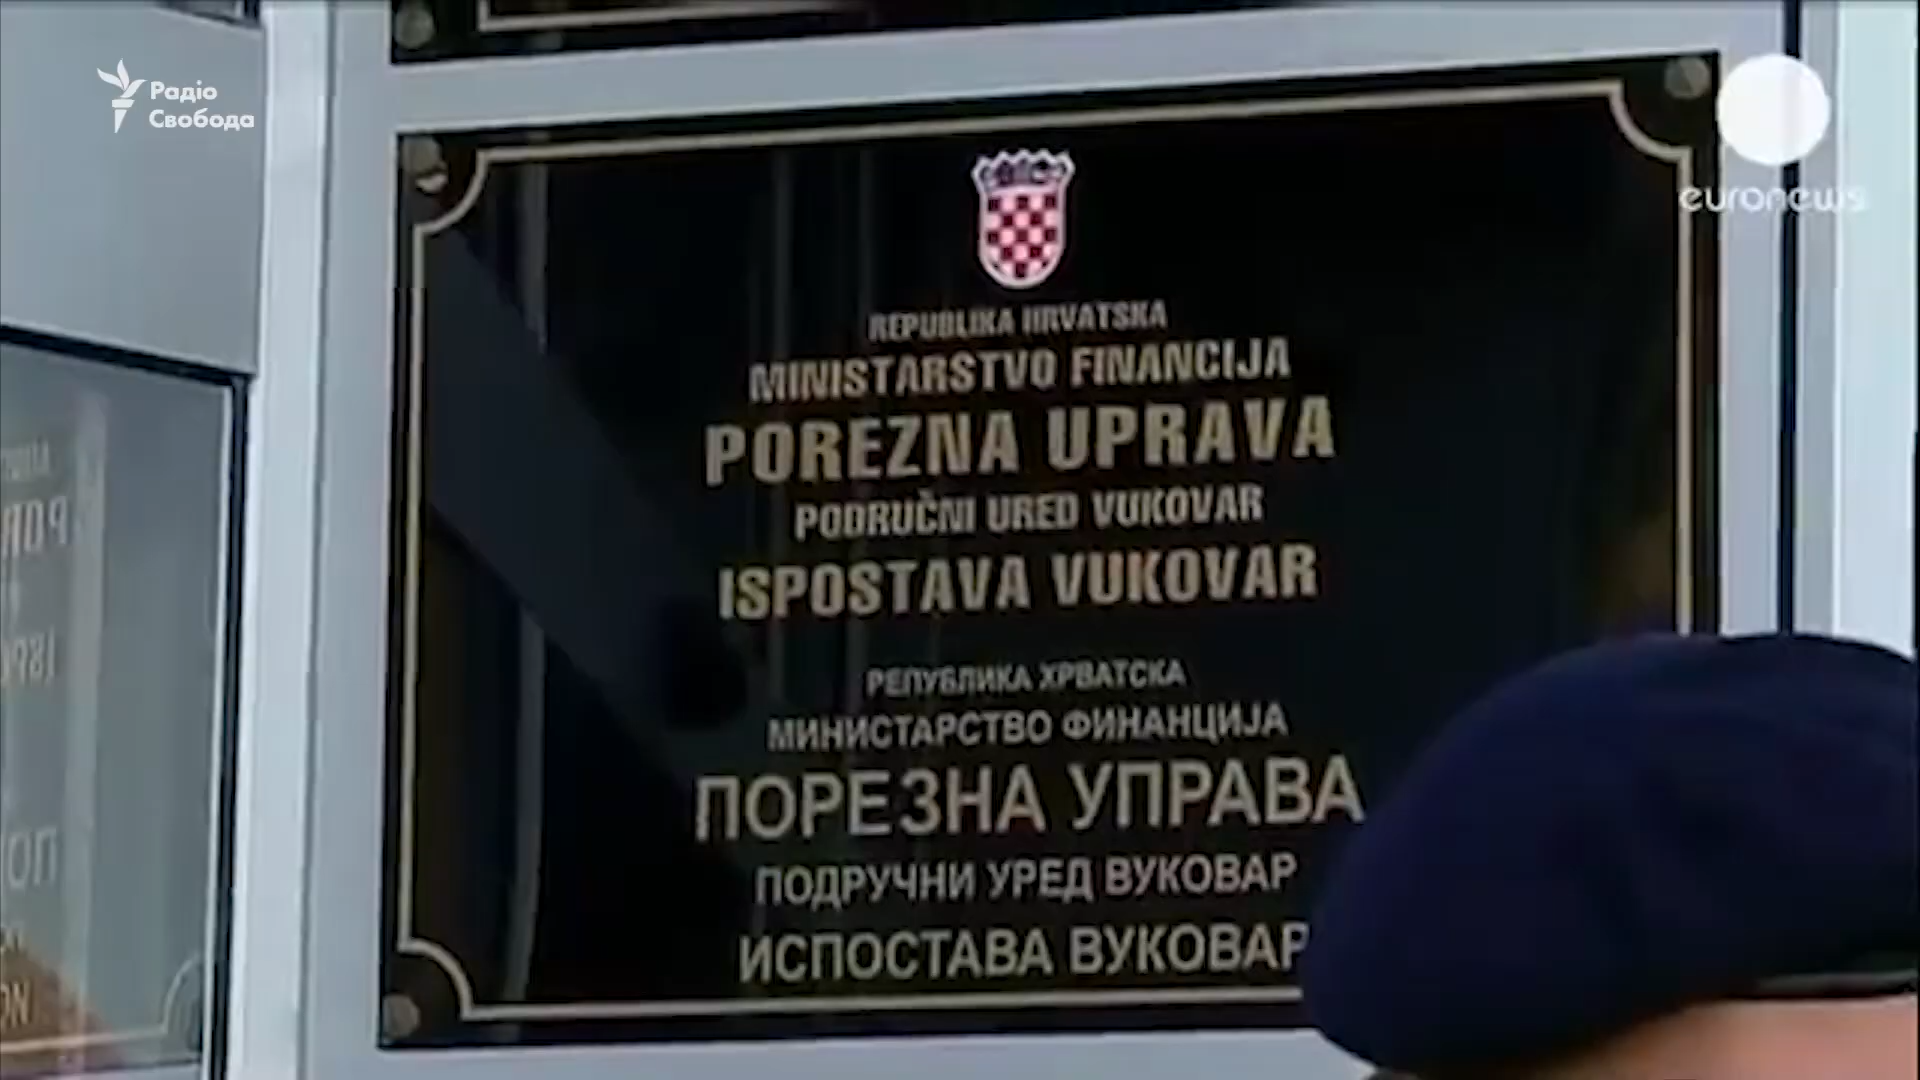 Радіо
Свобода
euronews
REPUBLIKA HRVATSKA
MINISTARSTVO FINANCIJA
POREZNA UPRAVA
PODRUČNI URED VUKOVAR
ISPOSTAVA VUKOVAR
РЕПУБЛИКА ХРВАТСКА
МИНИСТАРСТВО ФИНАНЦИЈА
ПОРЕЗНА УПРАВА
ПОДРУЧНИ УРЕД ВУКОВАР
ИСПОСТАВА ВУКОВАР